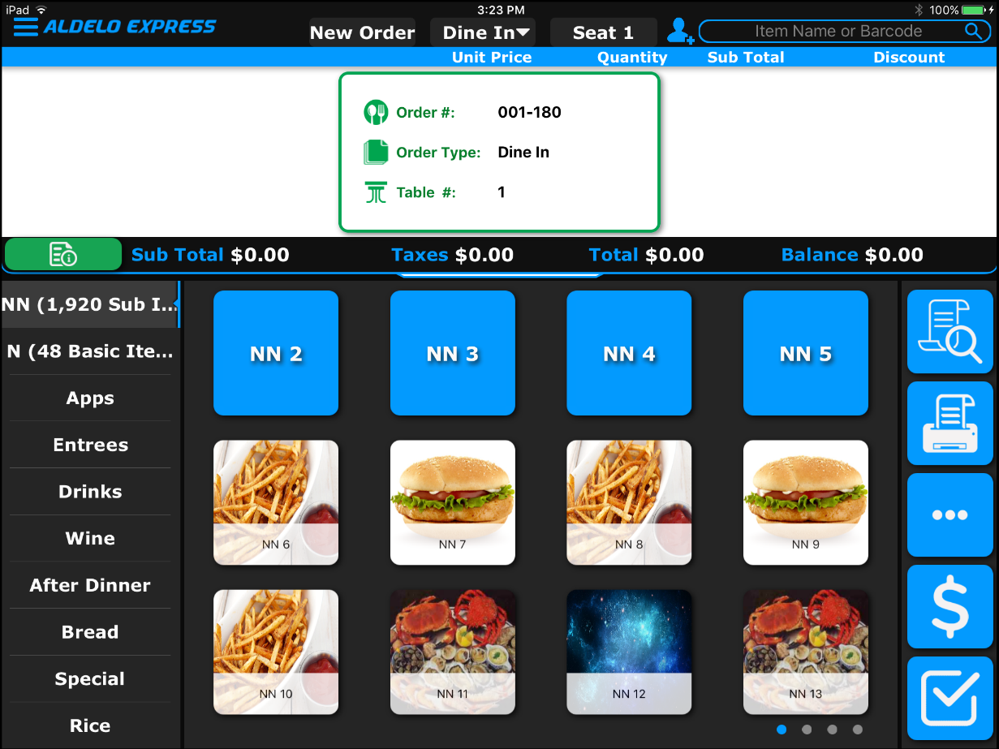 iPad 3:23 PM 100%
ALDELO EXPRESS New Order Dine In Seat 1 Item Name or Barcode
Unit Price Quantity Sub Total Discount
Order #: 001-180
Order Type: Dine In
Table #: 1
Sub Total $0.00 Taxes $0.00 Total $0.00 Balance $0.00
NN (1,920 Sub I...
N (48 Basic Ite...
Apps
Entrees
Drinks
Wine
After Dinner
Bread
Special
Rice
NN 2 NN 3 NN 4 NN 5
NN 6 NN 7 NN 8 NN 9
NN 10 NN 11 NN 12 NN 13